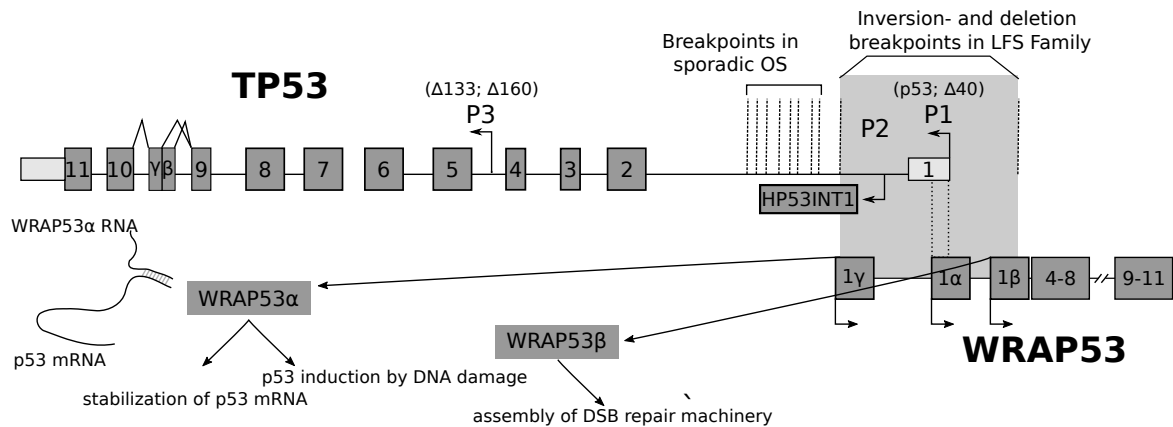 Inversion- and deletion
breakpoints in LFS Family
Breakpoints in
sporadic OS
TP53
(Δ133; Δ160)
P3
(p53; Δ40)
P1
P2
11 10 γ β 9 8 7 6 5 4 3 2 1
HP53INT1
WRAP53α RNA
p53 mRNA
1γ 1α 1β 4-8 9-11
WRAP53α
WRAP53β
WRAP53
p53 induction by DNA damage
stabilization of p53 mRNA
assembly of DSB repair machinery